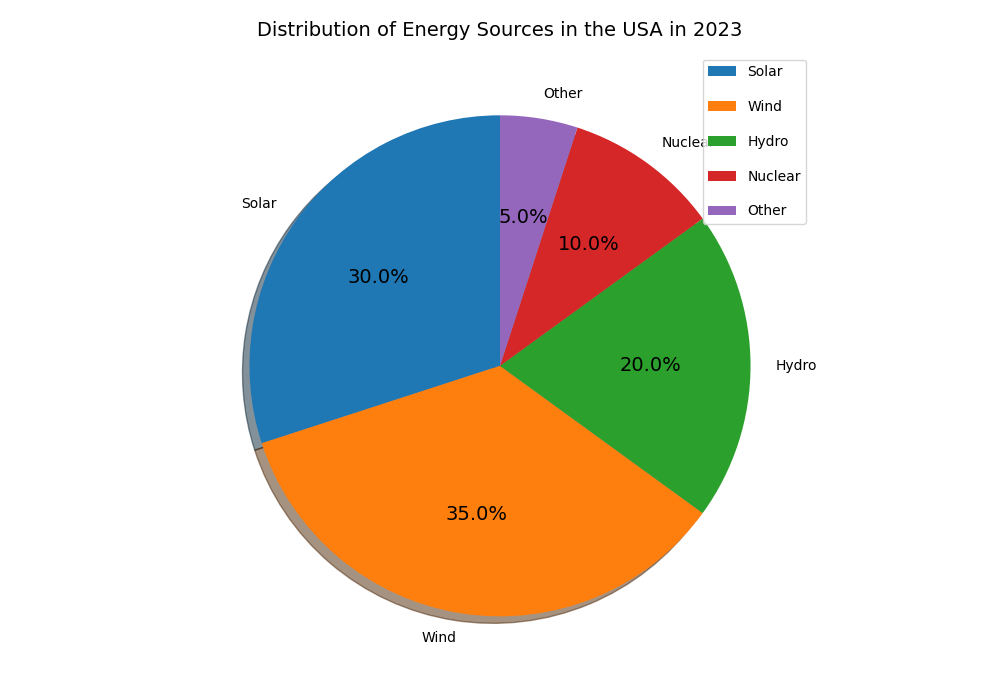 Distribution of Energy Sources in the USA in 2023
Solar
Wind
Hydro
Nuclear
Other
Other
Nuclea
Solar
5.0%
10.0%
30.0%
20.0%
Hydro
35.0%
Wind